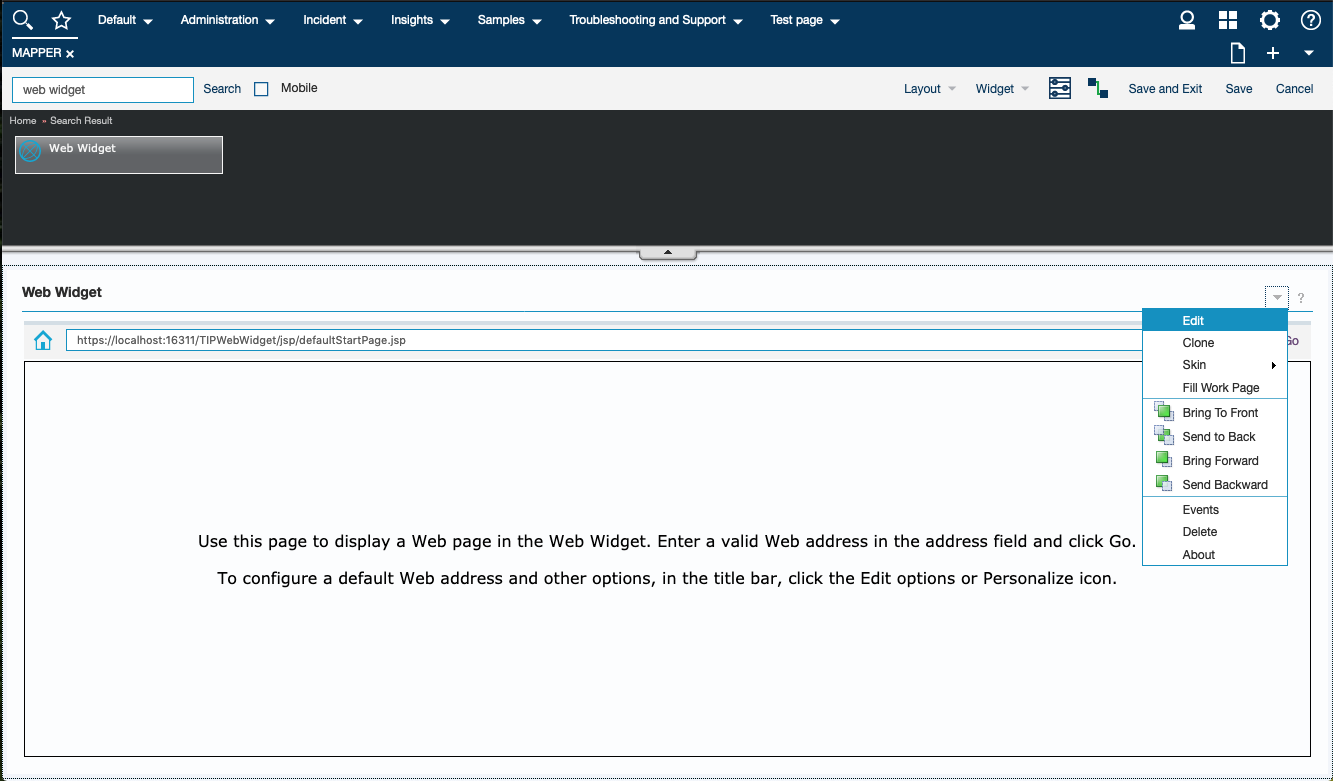 Default Administration Incident Insights Samples Troubleshooting and Support Test page
MAPPER
web widget Search Mobile Layout Widget Save and Exit Save Cancel
Home » Search Result
Web Widget
Web Widget
?
Edit
https://localhost:16311/TIPWebWidget/jsp/defaultStartPage.jsp
Go
Clone
Skin
Fill Work Page
Bring To Front
Send to Back
Bring Forward
Send Backward
Events
Delete
About
Use this page to display a Web page in the Web Widget. Enter a valid Web address in the address field and click Go.
To configure a default Web address and other options, in the title bar, click the Edit options or Personalize icon.